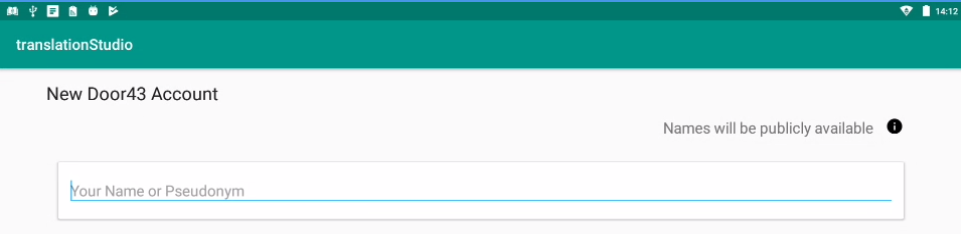 14:12
translationStudio
New Door43 Account
Names will be publicly available
Your Name or Pseudonym